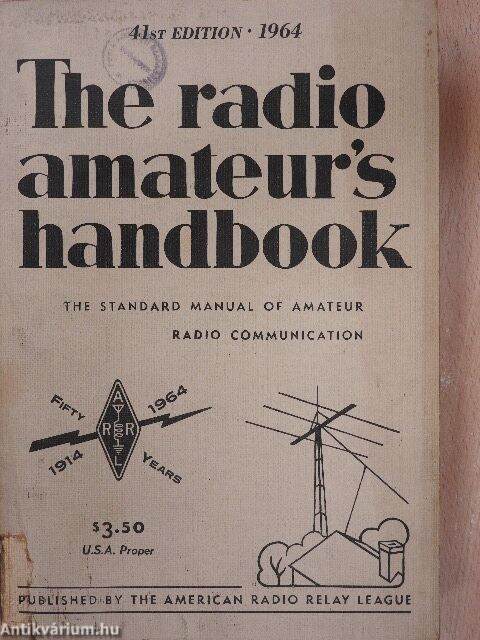 41ST EDITION · 1964
The radio
amateur's
handbook
THE STANDARD MANUAL OF AMATEUR
RADIO COMMUNICATION
FIFTY 1964
A
R R
L
1914 YEARS
$3.50
U.S.A. Proper
PUBLISHED BY THE AMERICAN RADIO RELAY LEAGUE
Antikvárium.hu